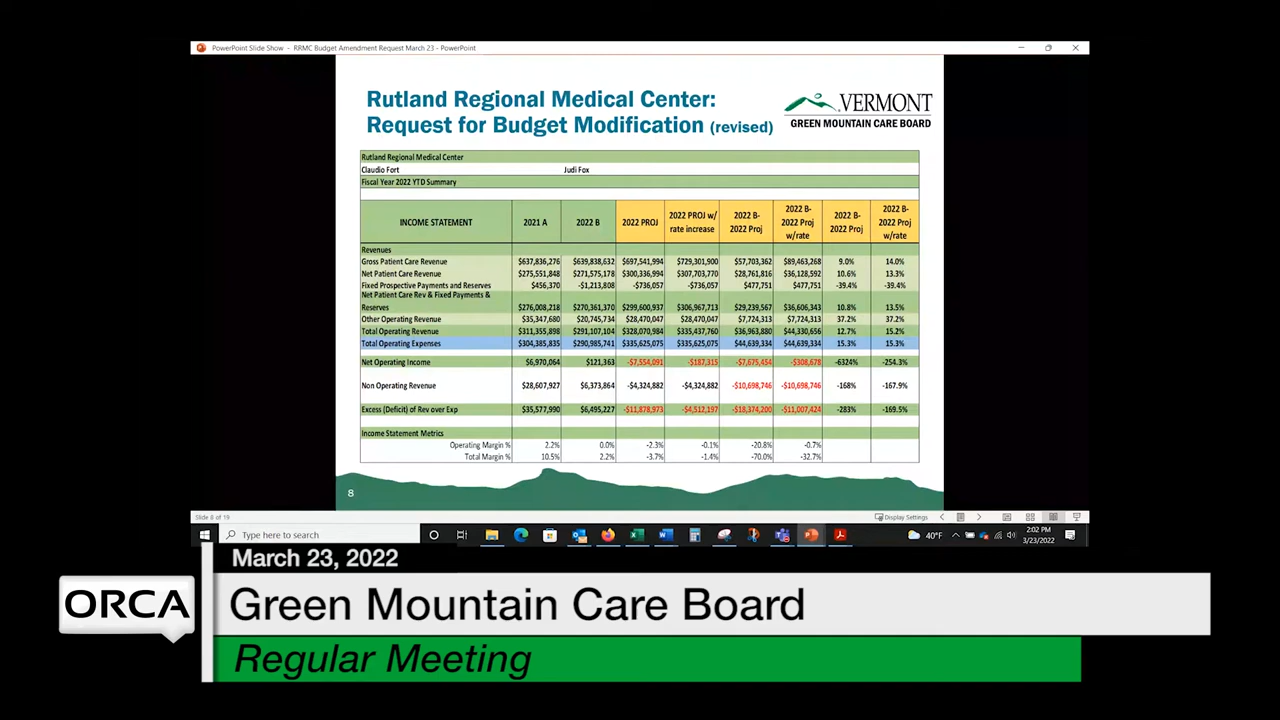 PowerPoint Slide Show - RRMC Budget Amendment Request March 23 - PowerPoint
Rutland Regional Medical Center:
Request for Budget Modification (revised)
VERMONT
GREEN MOUNTAIN CARE BOARD
Rutland Regional Medical Center
Claudio Fort Judi Fox
Fiscal Year 2022 YTD Summary
INCOME STATEMENT 2021 A 2022 B 2022 PROJ 2022 PROJ w/ rate increase 2022 B- 2022 Proj 2022 B- 2022 Proj w/rate 2022 B- 2022 Proj 2022 B- 2022 Proj w/rate
Revenues
Gross Patient Care Revenue $637,836,276 $639,838,632 $697,541,994 $729,301,900 $57,703,362 $89,463,268 9.0% 14.0%
Net Patient Care Revenue $275,551,848 $271,575,178 $300,336,994 $307,703,770 $28,761,816 $36,128,592 10.6% 13.3%
Fixed Prospective Payments and Reserves $456,370 -$1,213,808 -$736,057 -$736,057 $477,751 $477,751 -39.4% -39.4%
Net Patient Care Rev & Fixed Payments &
Reserves $276,008,218 $270,361,370 $299,600,937 $306,967,713 $29,239,567 $36,606,343 10.8% 13.5%
Other Operating Revenue $35,347,680 $20,745,734 $28,470,047 $28,470,047 $7,724,313 $7,724,313 37.2% 37.2%
Total Operating Revenue $311,355,898 $291,107,104 $328,070,984 $335,437,760 $36,963,880 $44,330,656 12.7% 15.2%
Total Operating Expenses $304,385,835 $290,985,741 $335,625,075 $335,625,075 $44,639,334 $44,639,334 15.3% 15.3%
Net Operating Income $6,970,064 $121,363 -$7,554,091 -$187,315 -$7,675,454 -$308,678 -6324% -254.3%
Non Operating Revenue $28,607,927 $6,373,864 -$4,324,882 -$4,324,882 -$10,698,746 -$10,698,746 -168% -167.9%
Excess (Deficit) of Rev over Exp $35,577,990 $6,495,227 -$11,878,973 -$4,512,197 -$18,374,200 -$11,007,424 -283% -169.5%
Income Statement Metrics
Operating Margin % 2.2% 0.0% -2.3% -0.1% -20.8% -0.7%
Total Margin % 10.5% 2.2% -3.7% -1.4% -70.0% -32.7%
8
Slide 8 of 19 Display Settings
Type here to search 40°F 2:02 PM
3/23/2022
March 23, 2022
ORCA
Green Mountain Care Board
Regular Meeting